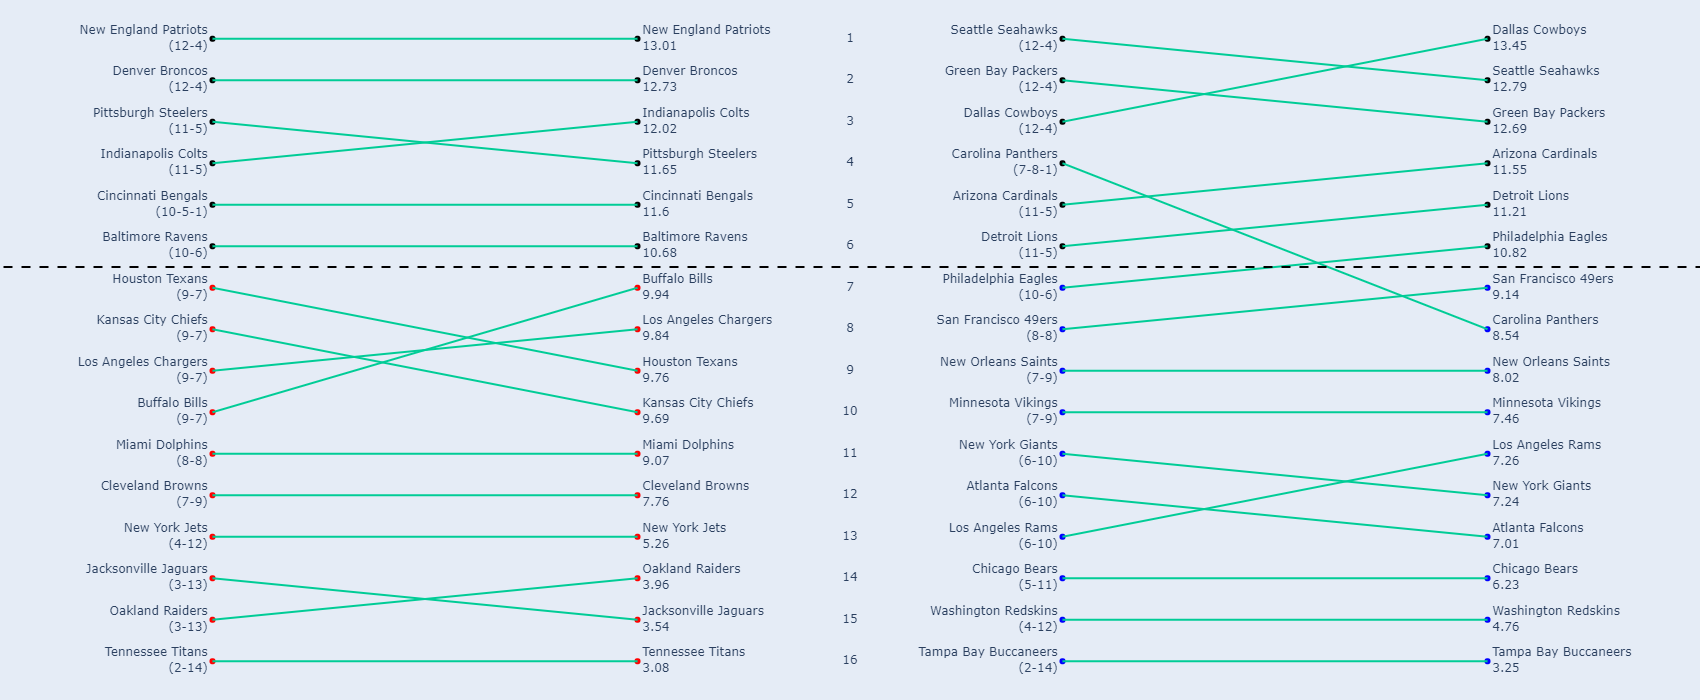 New England Patriots
(12-4)
New England Patriots
13.01
1
Seattle Seahawks
(12-4)
Dallas Cowboys
13.45
Denver Broncos
(12-4)
Denver Broncos
12.73
2
Green Bay Packers
(12-4)
Seattle Seahawks
12.79
Pittsburgh Steelers
(11-5)
Indianapolis Colts
12.02
3
Dallas Cowboys
(12-4)
Green Bay Packers
12.69
Indianapolis Colts
(11-5)
Pittsburgh Steelers
11.65
4
Carolina Panthers
(7-8-1)
Arizona Cardinals
11.55
Cincinnati Bengals
(10-5-1)
Cincinnati Bengals
11.6
5
Arizona Cardinals
(11-5)
Detroit Lions
11.21
Baltimore Ravens
(10-6)
Baltimore Ravens
10.68
6
Detroit Lions
(11-5)
Philadelphia Eagles
10.82
Houston Texans
(9-7)
Buffalo Bills
9.94
7
Philadelphia Eagles
(10-6)
San Francisco 49ers
9.14
Kansas City Chiefs
(9-7)
Los Angeles Chargers
9.84
8
San Francisco 49ers
(8-8)
Carolina Panthers
8.54
Los Angeles Chargers
(9-7)
Houston Texans
9.76
9
New Orleans Saints
(7-9)
New Orleans Saints
8.02
Buffalo Bills
(9-7)
Kansas City Chiefs
9.69
10
Minnesota Vikings
(7-9)
Minnesota Vikings
7.46
Miami Dolphins
(8-8)
Miami Dolphins
9.07
11
New York Giants
(6-10)
Los Angeles Rams
7.26
Cleveland Browns
(7-9)
Cleveland Browns
7.76
12
Atlanta Falcons
(6-10)
New York Giants
7.24
New York Jets
(4-12)
New York Jets
5.26
13
Los Angeles Rams
(6-10)
Atlanta Falcons
7.01
Jacksonville Jaguars
(3-13)
Oakland Raiders
3.96
14
Chicago Bears
(5-11)
Chicago Bears
6.23
Oakland Raiders
(3-13)
Jacksonville Jaguars
3.54
15
Washington Redskins
(4-12)
Washington Redskins
4.76
Tennessee Titans
(2-14)
Tennessee Titans
3.08
16
Tampa Bay Buccaneers
(2-14)
Tampa Bay Buccaneers
3.25